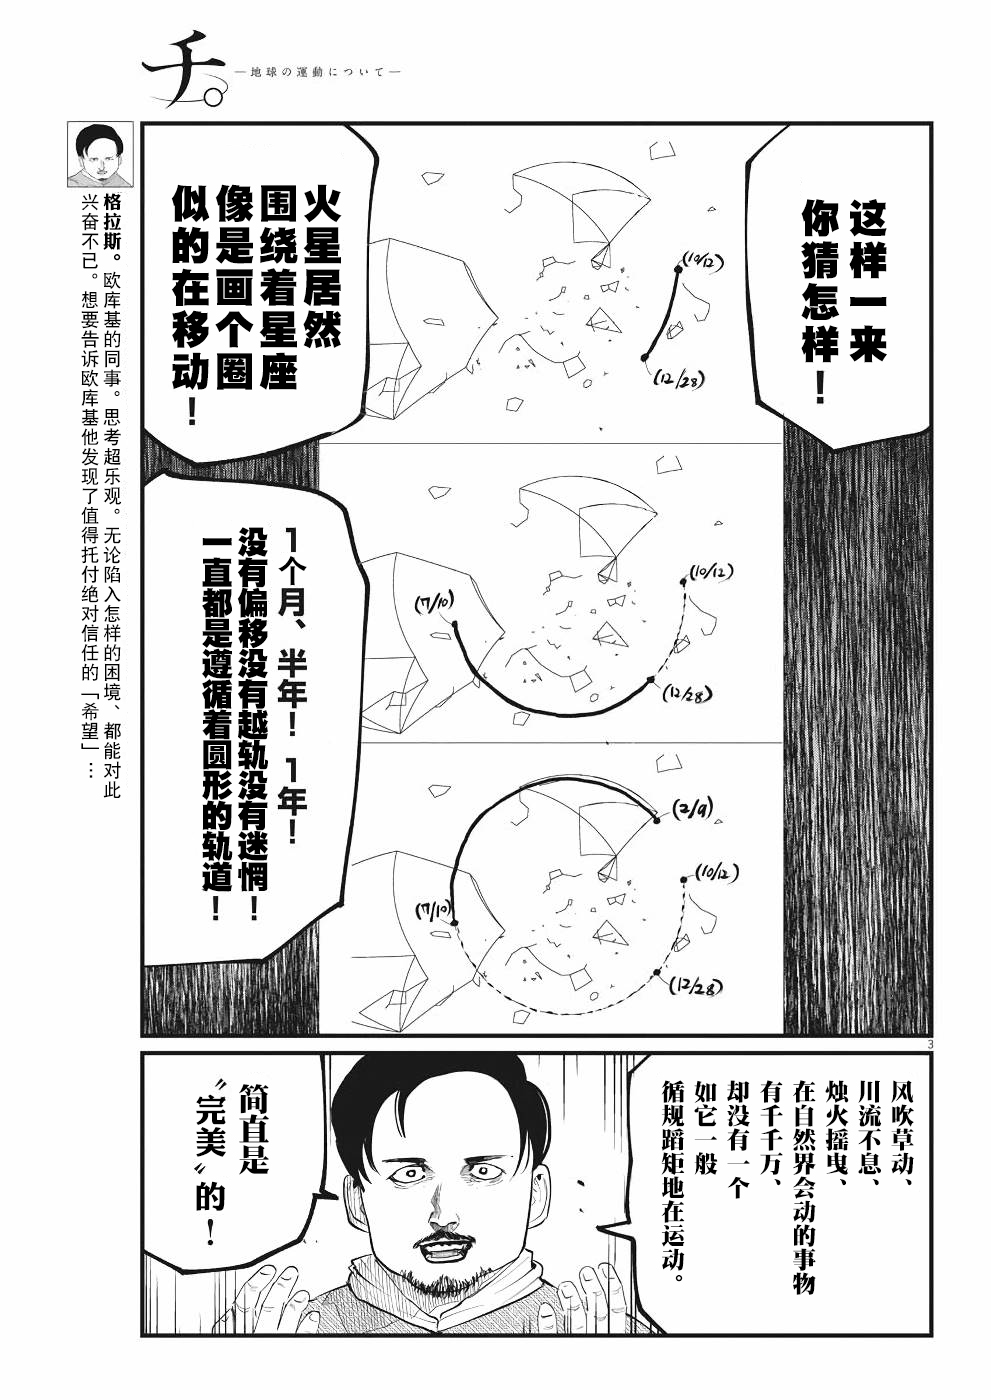 チ。
—地球の運動について—
格拉斯。欧库基的同事。思考超乐观。无论陷入怎样的困境、都能对此
兴奋不已。想要告诉欧库基他发现了值得托付绝对信任的「希望」…
这样一来
你猜怎样！
火星居然
围绕着星座
像是画个圈
似的在移动！
(10/12)
(12/28)
1个月、半年！1年！
没有偏移没有越轨没有迷惘！
一直都是遵循着圆形的轨道！
(7/10)
(10/12)
(12/28)
(2/9)
(10/12)
(7/10)
(12/28)
3
风吹草动、
川流不息、
烛火摇曳、
在自然界会动的事物
有千千万、
却没有一个
如它一般
循规蹈矩地在运动。
简直是
〝完美〟的！